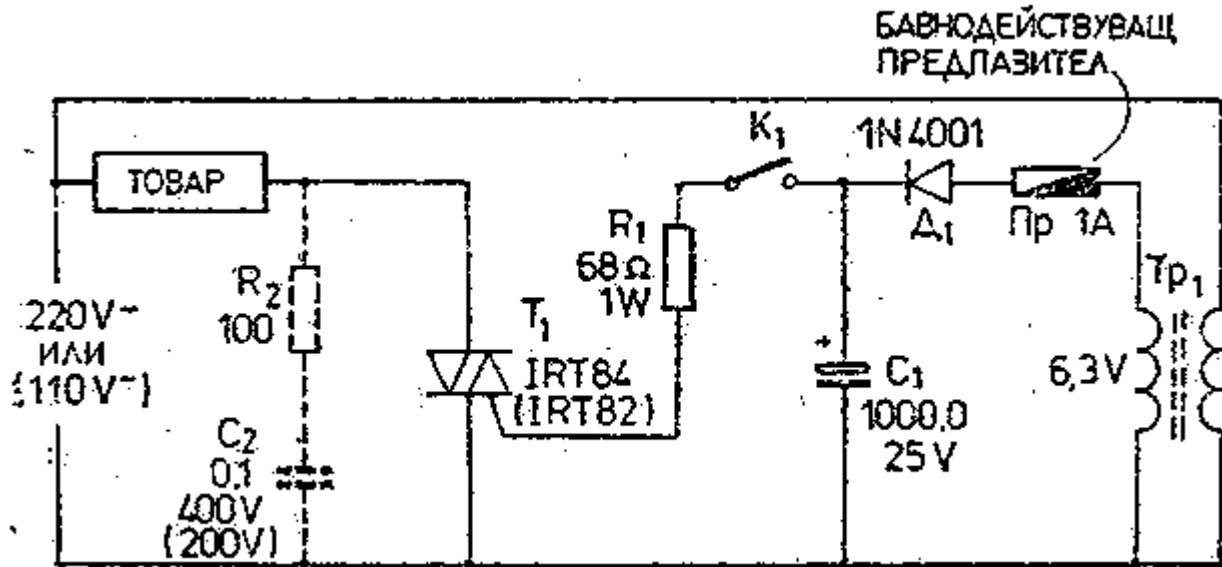 БАВНОДЕЙСТВУВАЩ
ПРЕДПАЗИТЕЛ
K₁
1N4001
ТОВАР
Д₁
Пр 1А
R₁
68Ω
1W
Тр₁
R₂
100
T₁
220V~
ИЛИ
(110V~)
IRT84
(IRT82)
+
C₁
1000,0
25V
6,3V
C₂
0,1
400V
(200V)